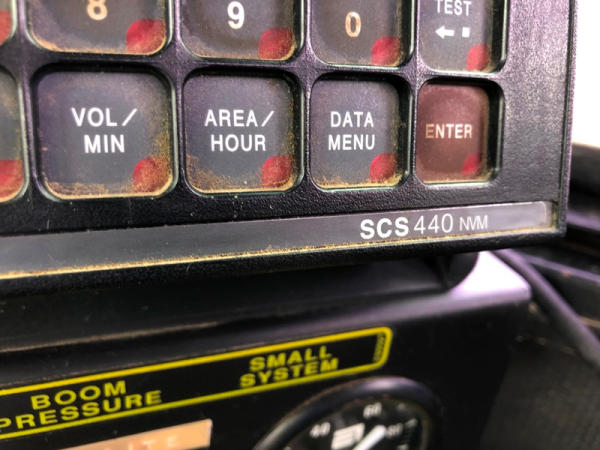 8
9
0
TEST
VOL/
MIN
AREA/
HOUR
DATA
MENU
ENTER
SCS 440 NVM
BOOM
PRESSURE
SMALL
SYSTEM
40
60